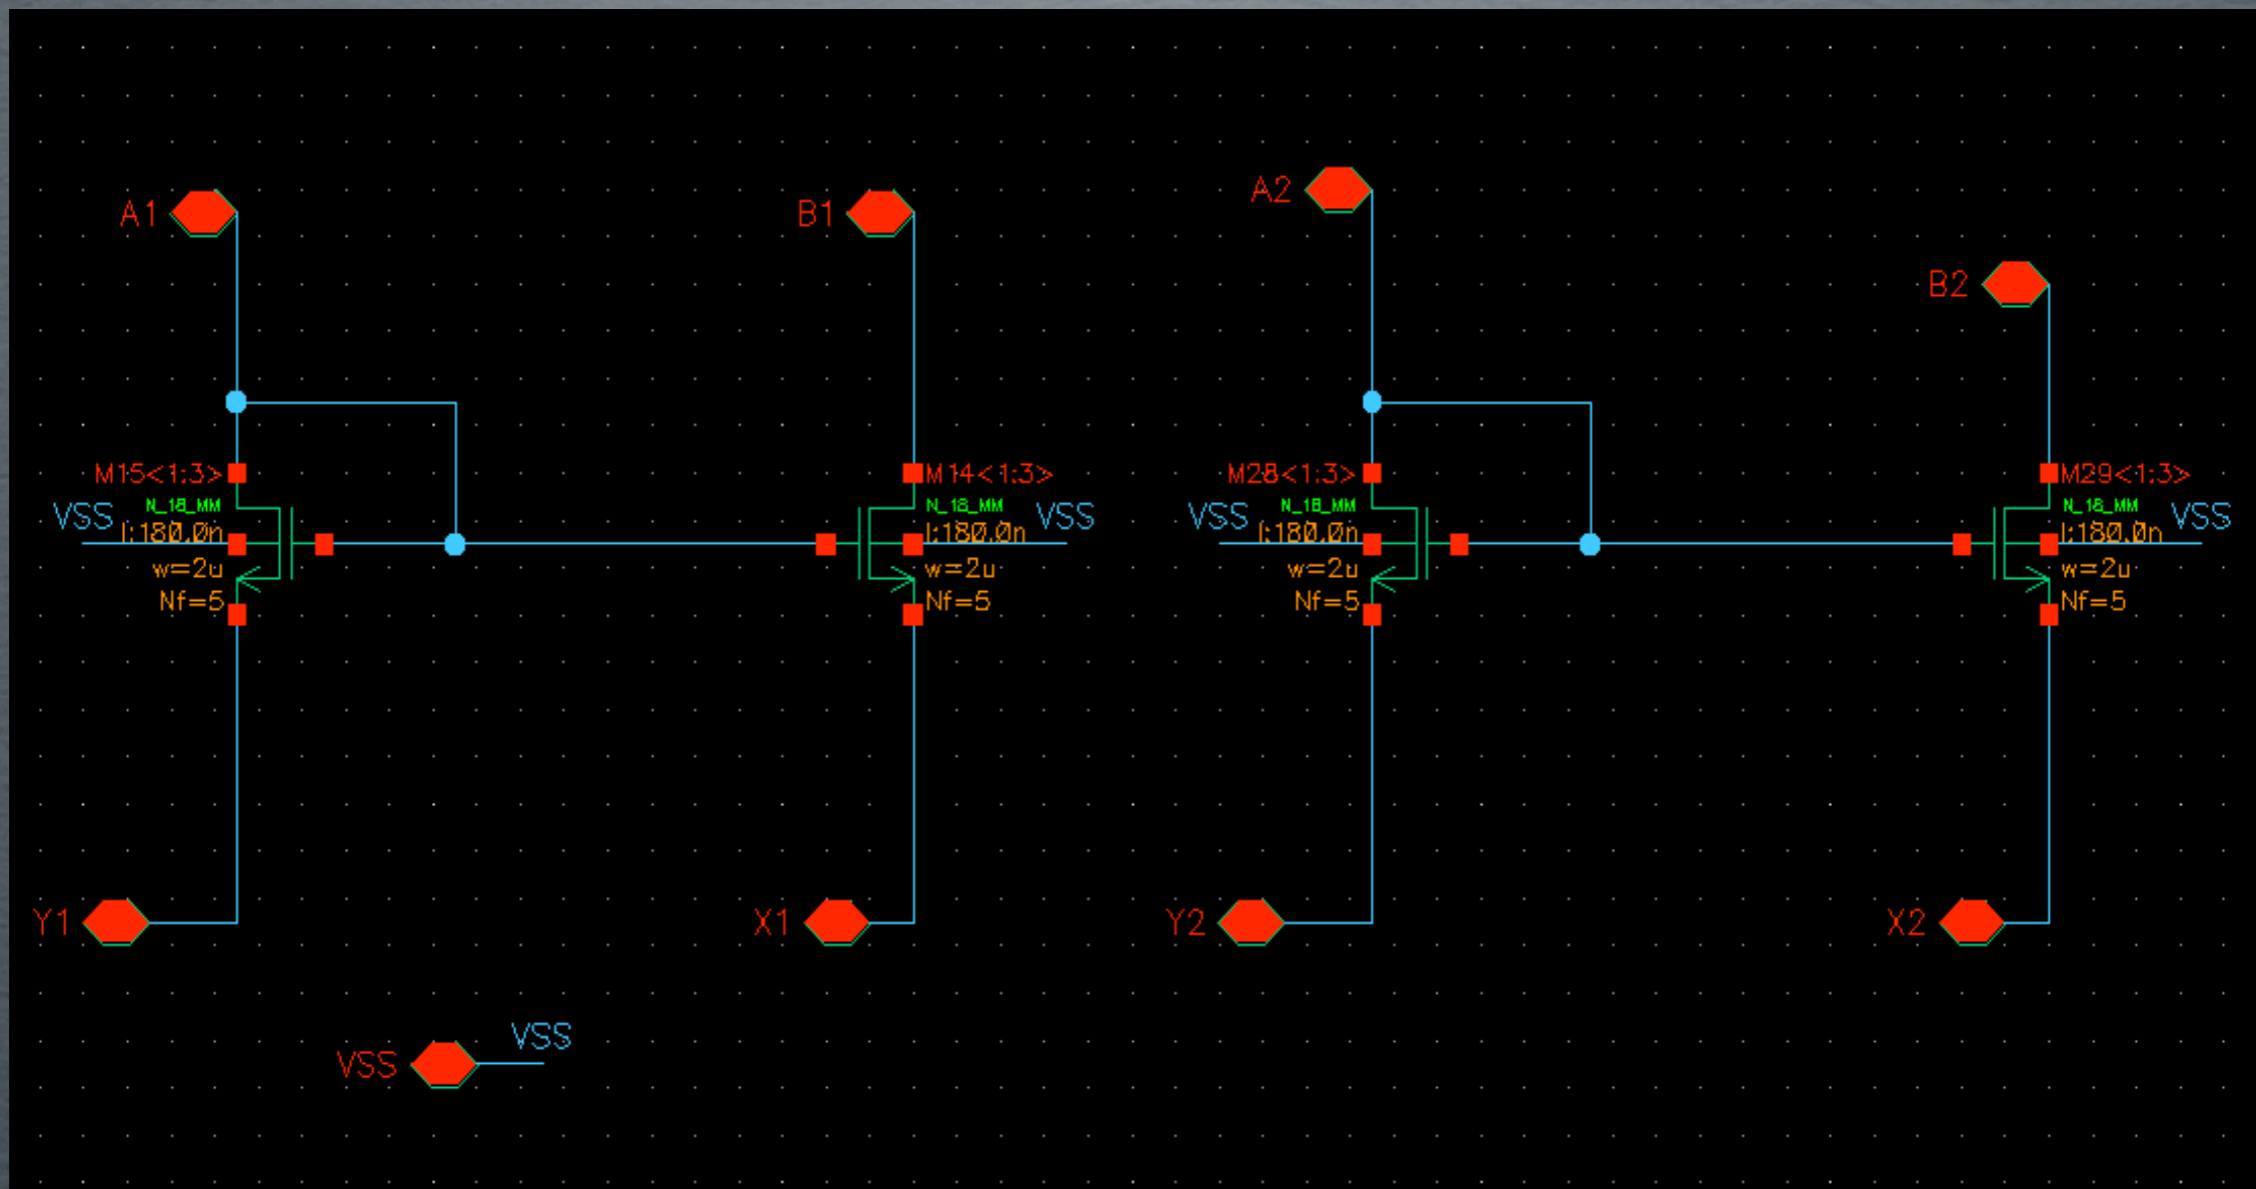 A1
B1
A2
B2
M15<1:3>
N_18_MM
VSS
l:180.0n
w=2u
Nf=5
M14<1:3>
N_18_MM
VSS
l:180.0n
w=2u
Nf=5
M28<1:3>
N_18_MM
VSS
l:180.0n
w=2u
Nf=5
M29<1:3>
N_18_MM
VSS
l:180.0n
w=2u
Nf=5
Y1
X1
Y2
X2
VSS
VSS